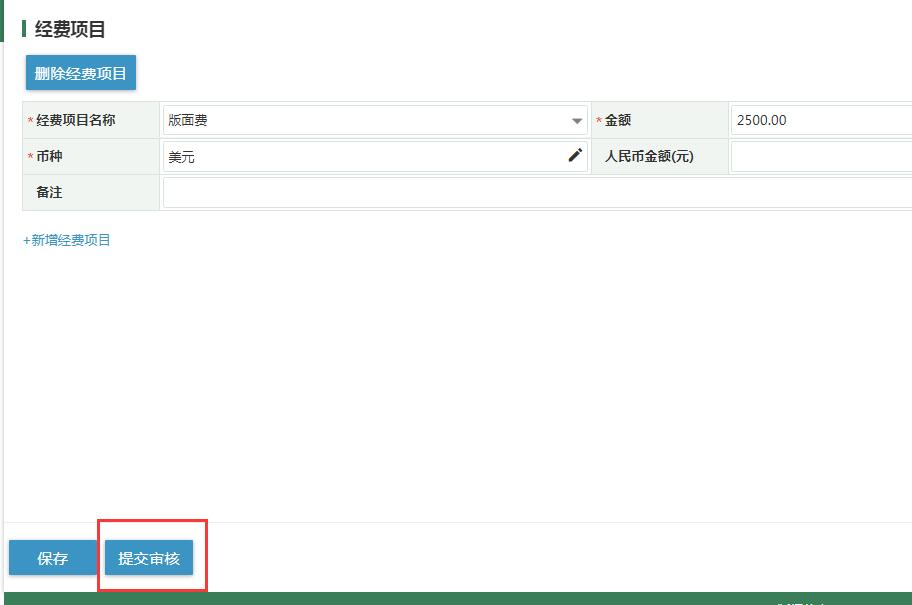 经费项目
删除经费项目
*经费项目名称 版面费 *金额 2500.00
*币种 美元 人民币金额(元)
备注
+新增经费项目
保存 提交审核